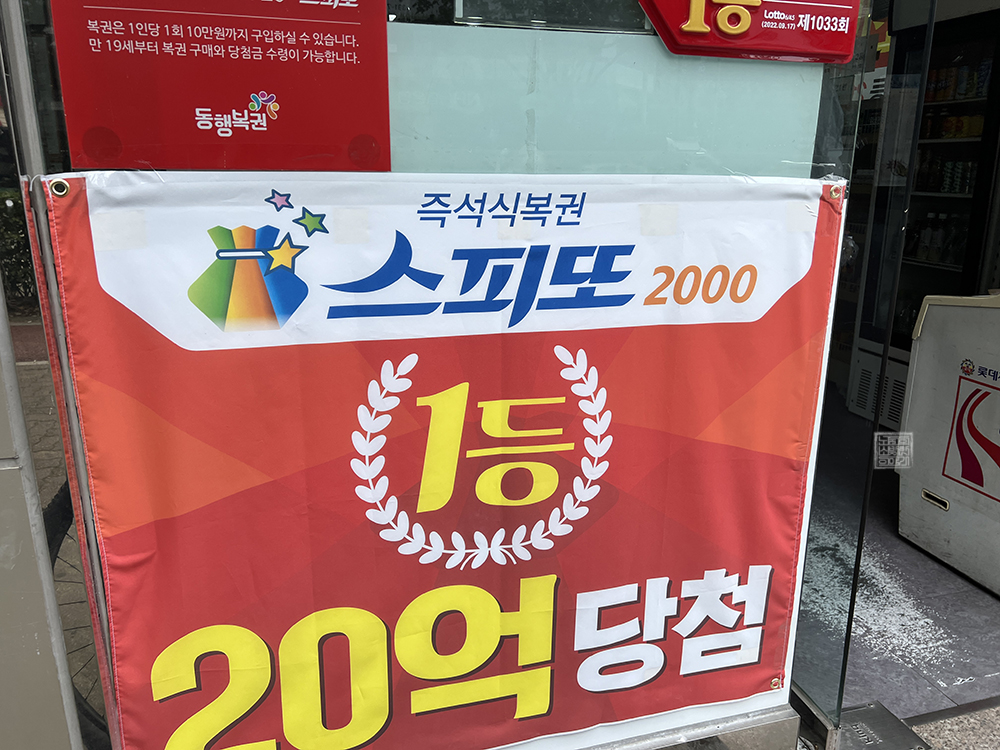 복권은 1인당 1회 10만원까지 구입하실 수 있습니다.
만 19세부터 복권 구매와 당첨금 수령이 가능합니다.
동행복권
1등
Lotto6/45
(2022.09.17) 제1033회
즉석식복권
스피또 2000
1등
20억 당첨
롯데